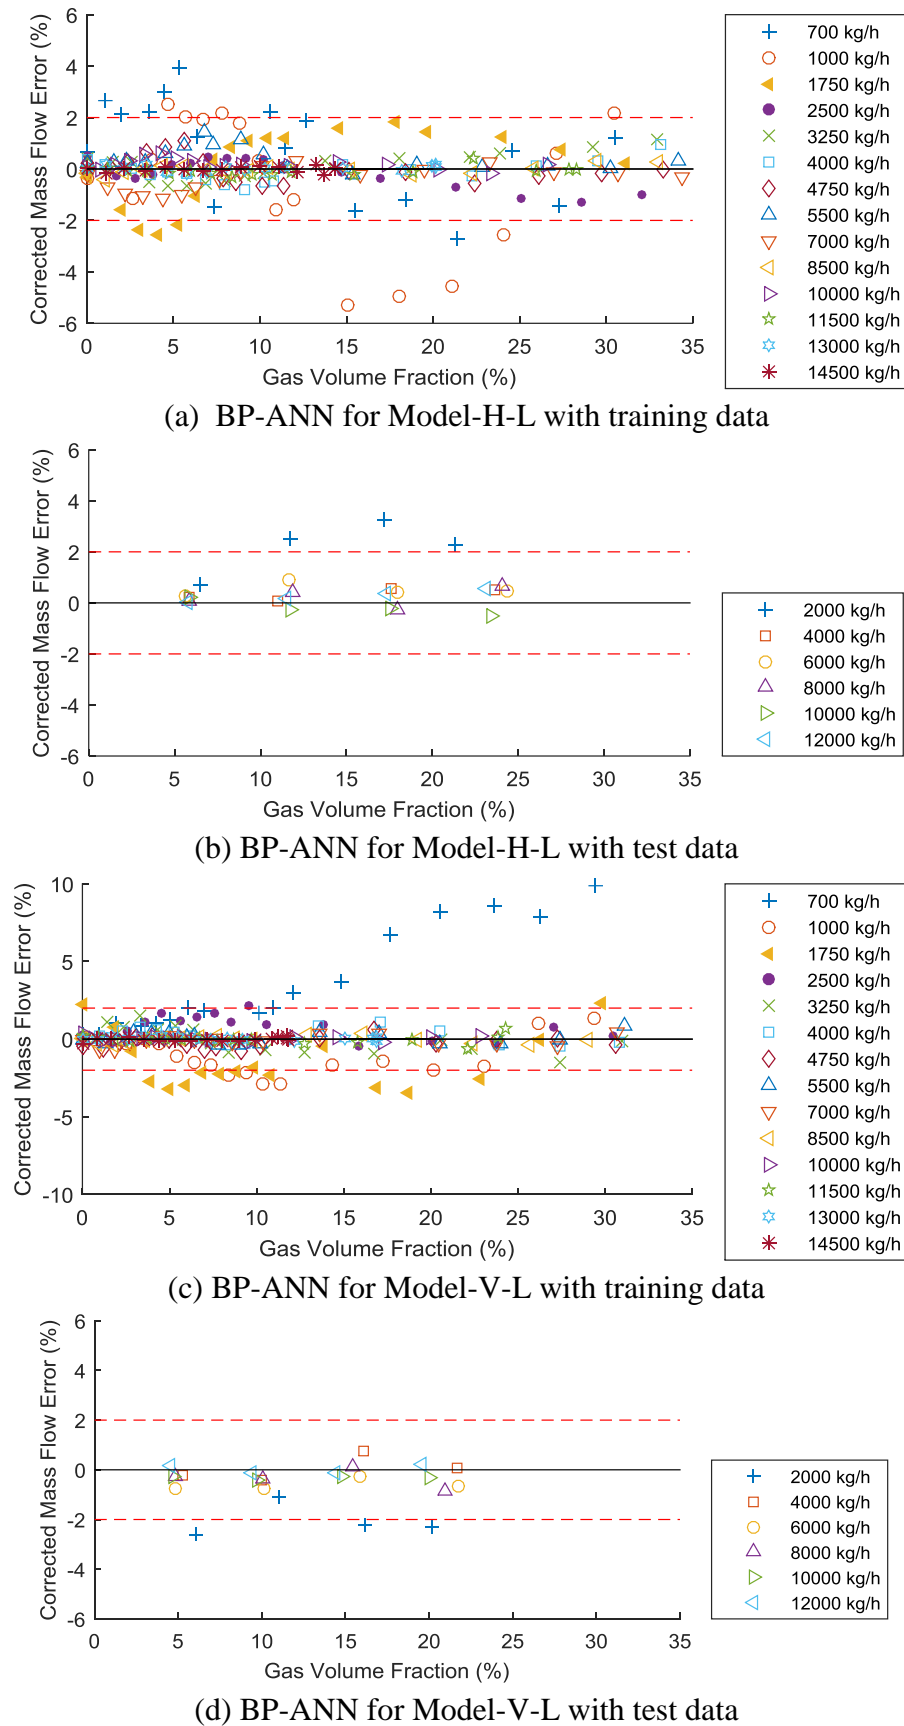 6
4
2
0
-2
-4
-6
Corrected Mass Flow Error (%)
0 5 10 15 20 25 30 35
Gas Volume Fraction (%)
700 kg/h
1000 kg/h
1750 kg/h
2500 kg/h
3250 kg/h
4000 kg/h
4750 kg/h
5500 kg/h
7000 kg/h
8500 kg/h
10000 kg/h
11500 kg/h
13000 kg/h
14500 kg/h
(a) BP-ANN for Model-H-L with training data
6
4
2
0
-2
-4
-6
Corrected Mass Flow Error (%)
0 5 10 15 20 25 30 35
Gas Volume Fraction (%)
2000 kg/h
4000 kg/h
6000 kg/h
8000 kg/h
10000 kg/h
12000 kg/h
(b) BP-ANN for Model-H-L with test data
10
5
0
-5
-10
Corrected Mass Flow Error (%)
0 5 10 15 20 25 30 35
Gas Volume Fraction (%)
700 kg/h
1000 kg/h
1750 kg/h
2500 kg/h
3250 kg/h
4000 kg/h
4750 kg/h
5500 kg/h
7000 kg/h
8500 kg/h
10000 kg/h
11500 kg/h
13000 kg/h
14500 kg/h
(c) BP-ANN for Model-V-L with training data
6
4
2
0
-2
-4
-6
Corrected Mass Flow Error (%)
0 5 10 15 20 25 30 35
Gas Volume Fraction (%)
2000 kg/h
4000 kg/h
6000 kg/h
8000 kg/h
10000 kg/h
12000 kg/h
(d) BP-ANN for Model-V-L with test data